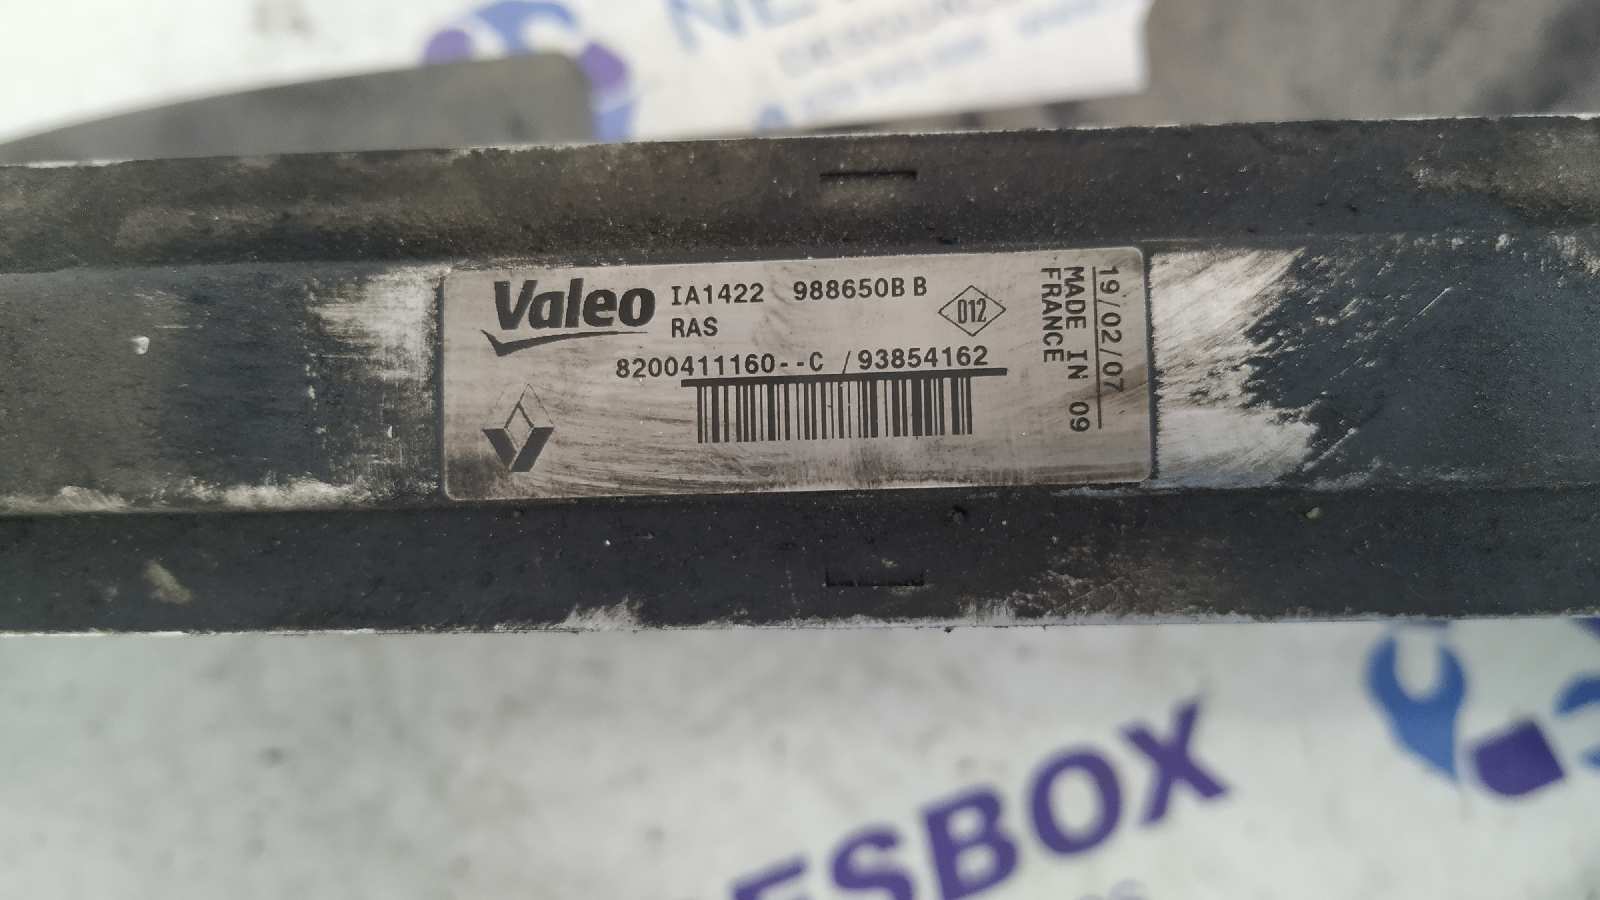 Valeo IA1422 988650B B D12
RAS
8200411160--C / 93854162
19/02/07
MADE IN 09
FRANCE
ESBOX